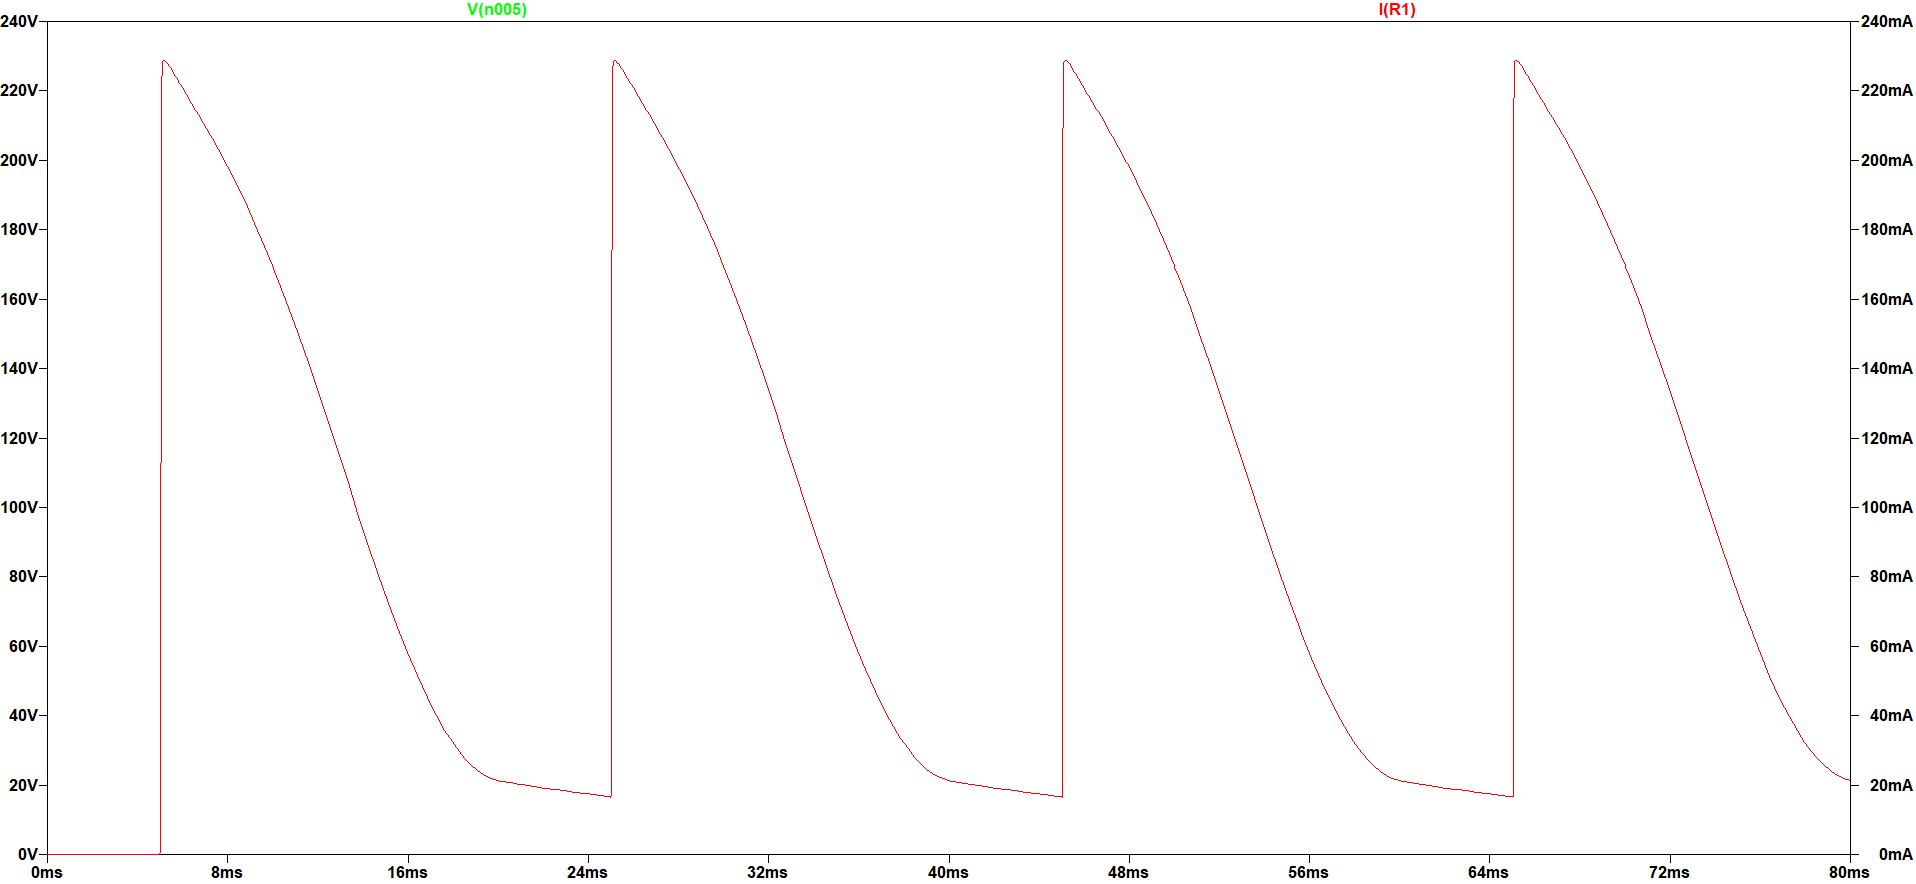 V(n005) I(R1)
240V 240mA
220V 220mA
200V 200mA
180V 180mA
160V 160mA
140V 140mA
120V 120mA
100V 100mA
80V 80mA
60V 60mA
40V 40mA
20V 20mA
0V 0mA
0ms 8ms 16ms 24ms 32ms 40ms 48ms 56ms 64ms 72ms 80ms